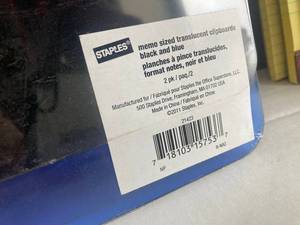 STAPLES
memo sized translucent clipboards
black and blue
planches à pince translucides,
format notes, noir et bleu
2 pk / paq./2
Manufactured for / Fabriqué pour Staples the Office Superstore, LLC.
500 Staples Drive, Framingham, MA 01702 USA
Made in China / Fabriqué en Chine
©2011 Staples, Inc.
21423
7 18103 15753 7
NP